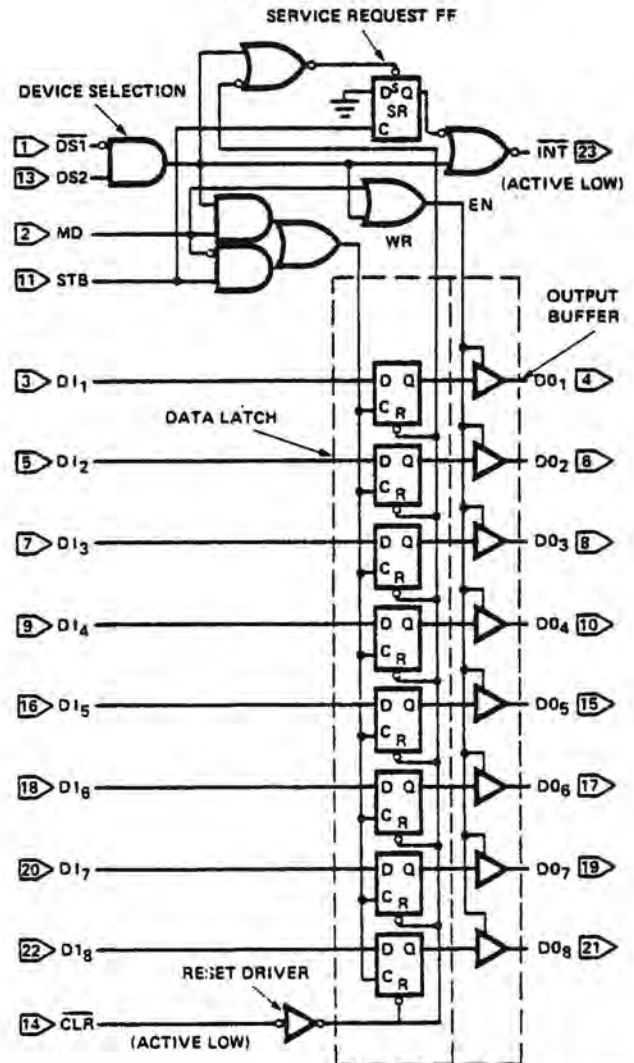 SERVICE REQUEST FF
DEVICE SELECTION
S
D Q
SR
C
1 DS1
13 DS2
INT 23
(ACTIVE LOW)
2 MD
EN
WR
11 STB
OUTPUT
BUFFER
3 DI1 D Q DO1 4
C R
DATA LATCH
5 DI2 D Q DO2 6
C R
7 DI3 D Q DO3 8
C R
9 DI4 D Q DO4 10
C R
16 DI5 D Q DO5 15
C R
18 DI6 D Q DO6 17
C R
20 DI7 D Q DO7 19
C R
22 DI8 D Q DO8 21
C R
RESET DRIVER
14 CLR
(ACTIVE LOW)